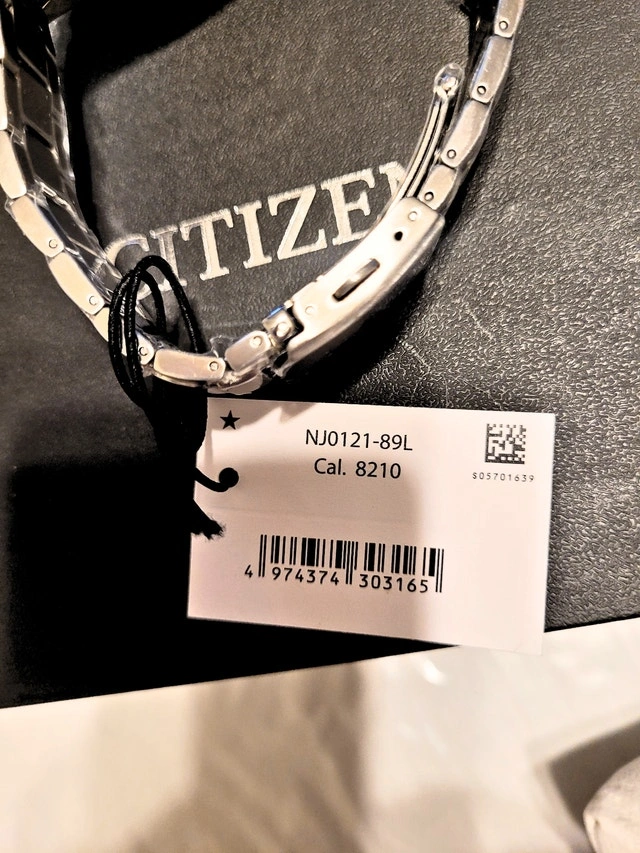 CITIZEN
NJ0121-89L
Cal. 8210
S05701639
4 974374 303165